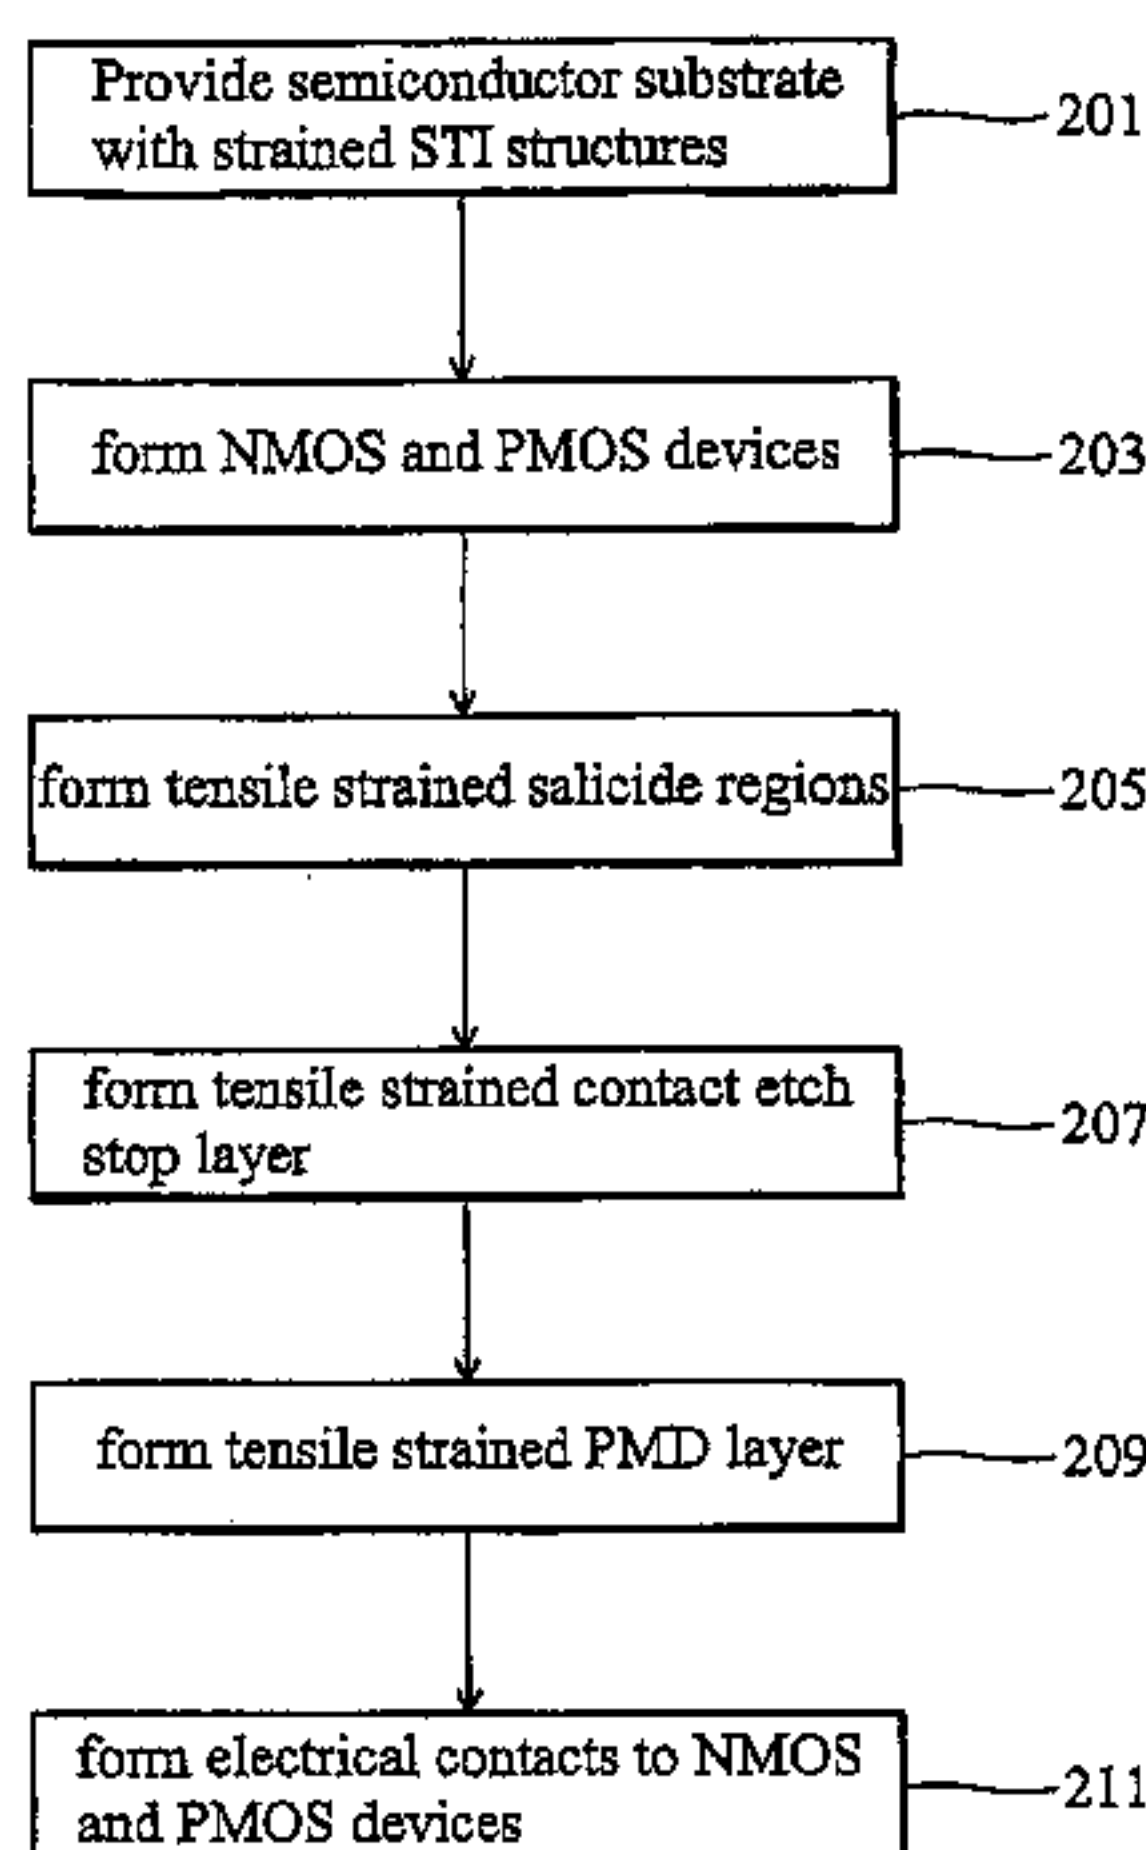 Provide semiconductor substrate
with strained STI structures
201
form NMOS and PMOS devices
203
form tensile strained salicide regions
205
form tensile strained contact etch
stop layer
207
form tensile strained PMD layer
209
form electrical contacts to NMOS
and PMOS devices
211